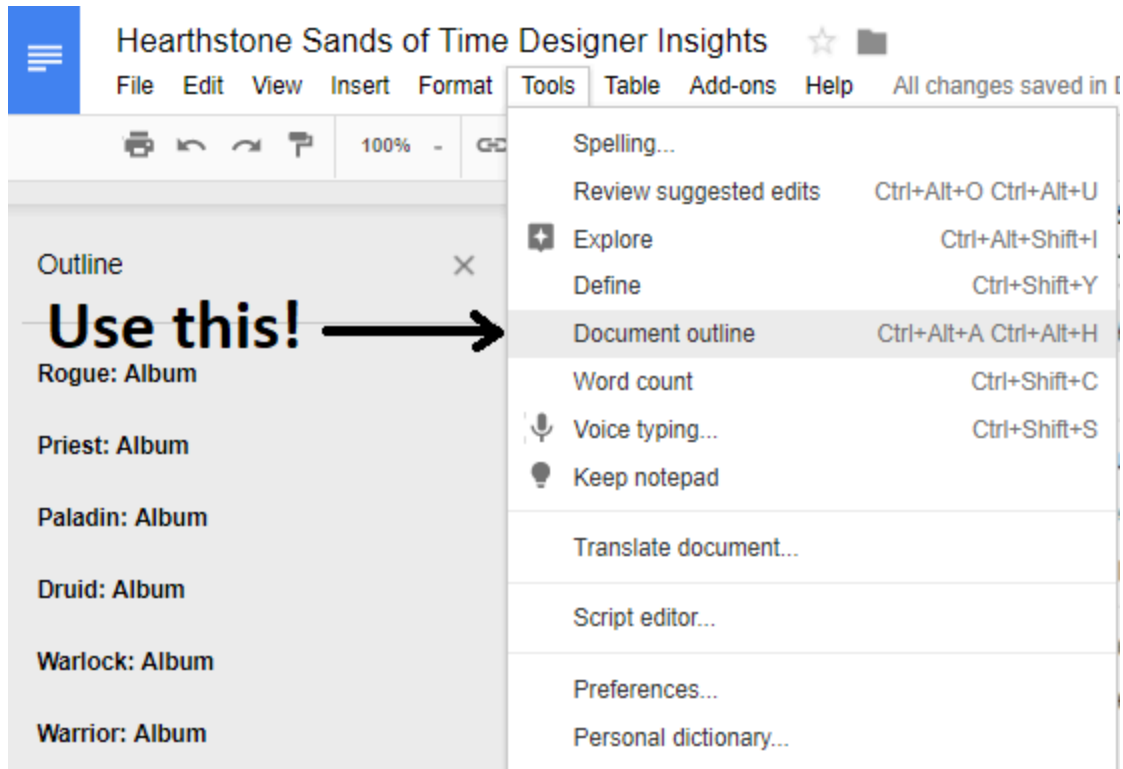 Hearthstone Sands of Time Designer Insights
File Edit View Insert Format Tools Table Add-ons Help All changes saved in
100% -
Spelling...
Review suggested edits Ctrl+Alt+O Ctrl+Alt+U
Explore Ctrl+Alt+Shift+I
Outline
Define Ctrl+Shift+Y
Use this!
Document outline Ctrl+Alt+A Ctrl+Alt+H
Rogue: Album
Word count Ctrl+Shift+C
Voice typing... Ctrl+Shift+S
Priest: Album
Keep notepad
Paladin: Album
Translate document...
Druid: Album
Script editor...
Warlock: Album
Preferences...
Warrior: Album
Personal dictionary...